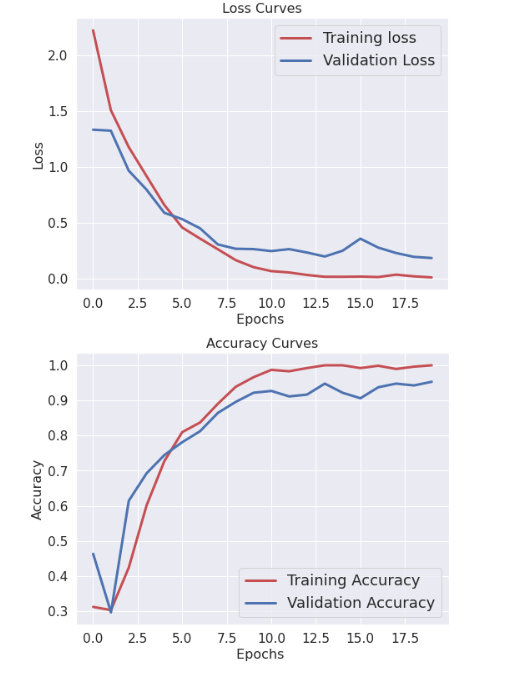 Loss Curves
Training loss
Validation Loss
2.0
1.5
1.0
0.5
0.0
Loss
0.0 2.5 5.0 7.5 10.0 12.5 15.0 17.5
Epochs
Accuracy Curves
1.0
0.9
0.8
0.7
0.6
0.5
0.4
0.3
Accuracy
Training Accuracy
Validation Accuracy
0.0 2.5 5.0 7.5 10.0 12.5 15.0 17.5
Epochs